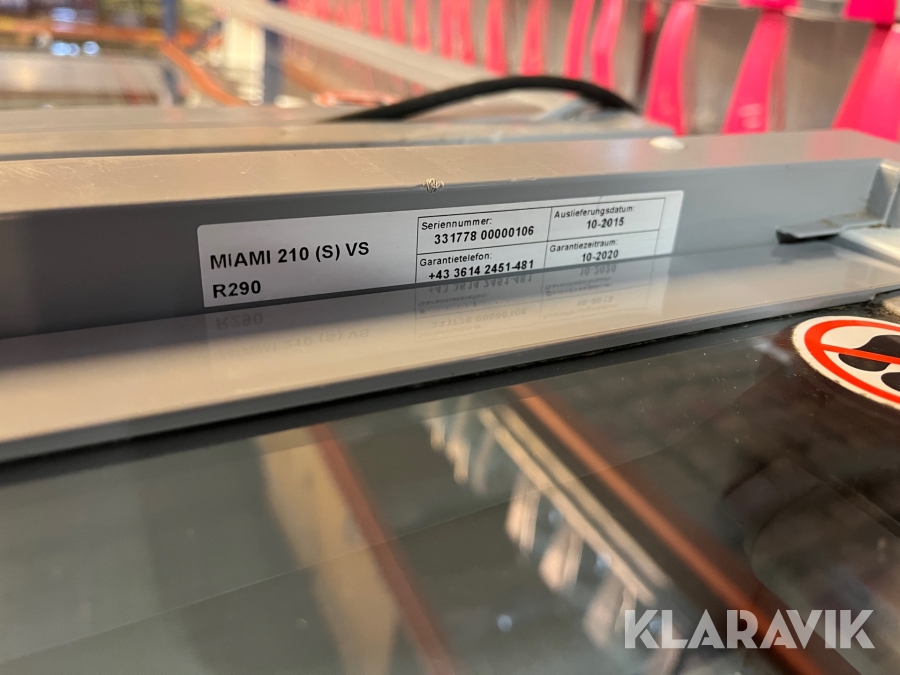 MIAMI 210 (S) VS
R290
Seriennummer:
331778 00000106
Auslieferungsdatum:
10-2015
Garantietelefon:
+43 3614 2451-481
Garantiezeitraum:
10-2020
KLARAVIK